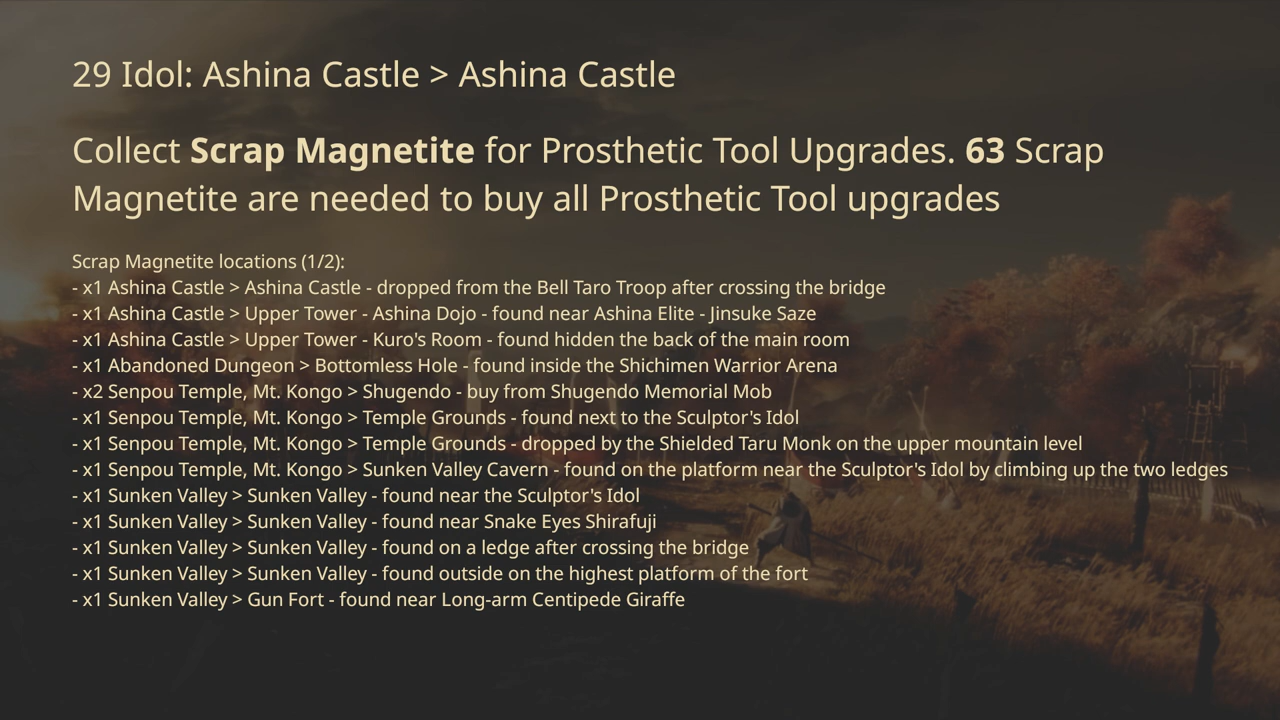 29 Idol: Ashina Castle > Ashina Castle
Collect Scrap Magnetite for Prosthetic Tool Upgrades. 63 Scrap
Magnetite are needed to buy all Prosthetic Tool upgrades
Scrap Magnetite locations (1/2):
- x1 Ashina Castle > Ashina Castle - dropped from the Bell Taro Troop after crossing the bridge
- x1 Ashina Castle > Upper Tower - Ashina Dojo - found near Ashina Elite - Jinsuke Saze
- x1 Ashina Castle > Upper Tower - Kuro's Room - found hidden the back of the main room
- x1 Abandoned Dungeon > Bottomless Hole - found inside the Shichimen Warrior Arena
- x2 Senpou Temple, Mt. Kongo > Shugendo - buy from Shugendo Memorial Mob
- x1 Senpou Temple, Mt. Kongo > Temple Grounds - found next to the Sculptor's Idol
- x1 Senpou Temple, Mt. Kongo > Temple Grounds - dropped by the Shielded Taru Monk on the upper mountain level
- x1 Senpou Temple, Mt. Kongo > Sunken Valley Cavern - found on the platform near the Sculptor's Idol by climbing up the two ledges
- x1 Sunken Valley > Sunken Valley - found near the Sculptor's Idol
- x1 Sunken Valley > Sunken Valley - found near Snake Eyes Shirafuji
- x1 Sunken Valley > Sunken Valley - found on a ledge after crossing the bridge
- x1 Sunken Valley > Sunken Valley - found outside on the highest platform of the fort
- x1 Sunken Valley > Gun Fort - found near Long-arm Centipede Giraffe